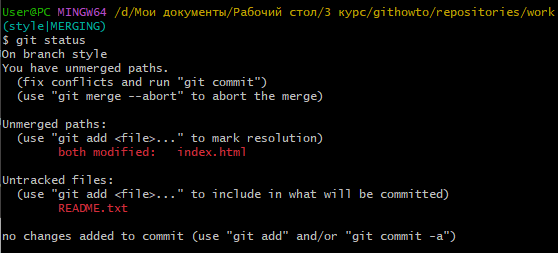 User@PC MINGW64 /d/Мои документы/Рабочий стол/3 курс/githowto/repositories/work
(style|MERGING)
$ git status
On branch style
You have unmerged paths.
  (fix conflicts and run "git commit")
  (use "git merge --abort" to abort the merge)

Unmerged paths:
  (use "git add <file>..." to mark resolution)
        both modified:   index.html

Untracked files:
  (use "git add <file>..." to include in what will be committed)
        README.txt

no changes added to commit (use "git add" and/or "git commit -a")